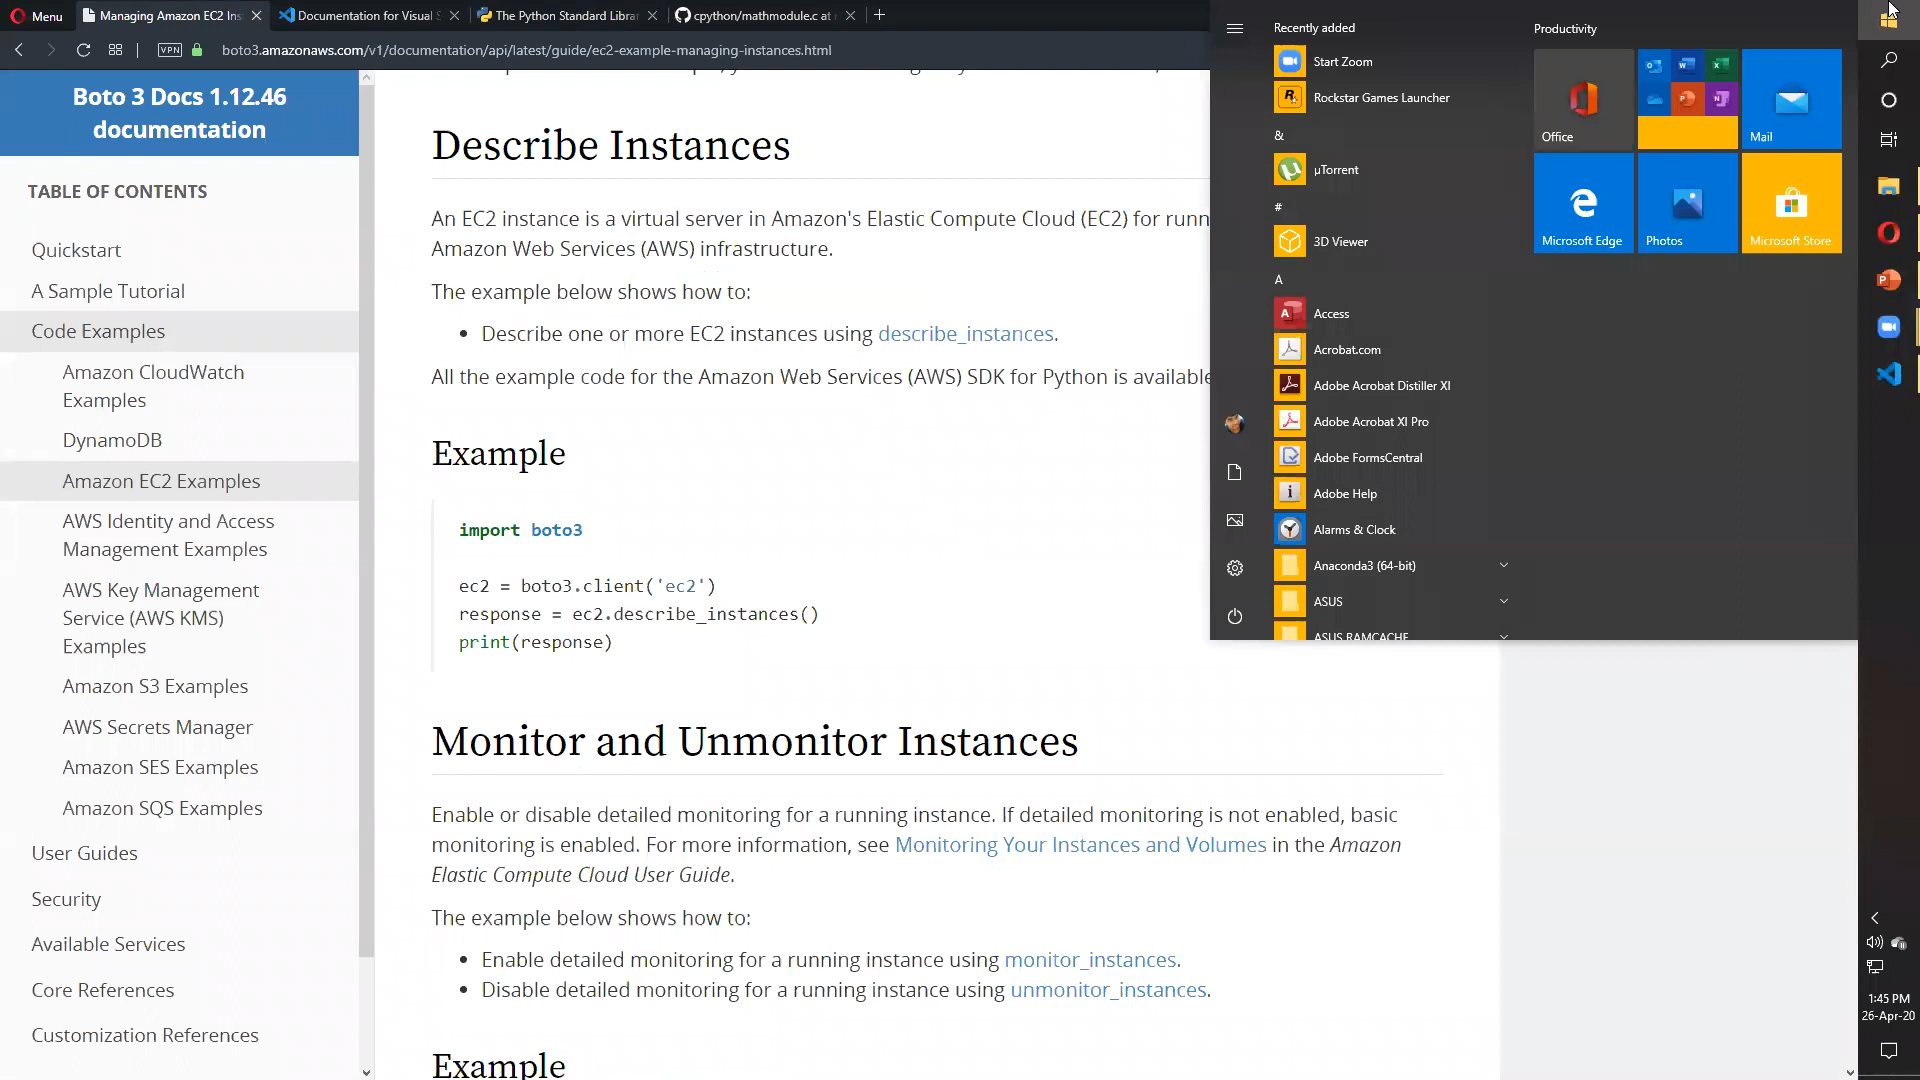 Menu
Managing Amazon EC2 Ins
Documentation for Visual S
The Python Standard Librar
cpython/mathmodule.c at
VPN
boto3.amazonaws.com/v1/documentation/api/latest/guide/ec2-example-managing-instances.html
Boto 3 Docs 1.12.46
documentation
TABLE OF CONTENTS
Quickstart
A Sample Tutorial
Code Examples
Amazon CloudWatch
Examples
DynamoDB
Amazon EC2 Examples
AWS Identity and Access
Management Examples
AWS Key Management
Service (AWS KMS)
Examples
Amazon S3 Examples
AWS Secrets Manager
Amazon SES Examples
Amazon SQS Examples
User Guides
Security
Available Services
Core References
Customization References
Describe Instances
An EC2 instance is a virtual server in Amazon's Elastic Compute Cloud (EC2) for runn
Amazon Web Services (AWS) infrastructure.
The example below shows how to:
Describe one or more EC2 instances using describe_instances.
All the example code for the Amazon Web Services (AWS) SDK for Python is available
Example
import boto3
ec2 = boto3.client('ec2')
response = ec2.describe_instances()
print(response)
Monitor and Unmonitor Instances
Enable or disable detailed monitoring for a running instance. If detailed monitoring is not enabled, basic
monitoring is enabled. For more information, see Monitoring Your Instances and Volumes in the Amazon
Elastic Compute Cloud User Guide.
The example below shows how to:
Enable detailed monitoring for a running instance using monitor_instances.
Disable detailed monitoring for a running instance using unmonitor_instances.
Example
Recently added
Start Zoom
Rockstar Games Launcher
&
µTorrent
#
3D Viewer
A
Access
Acrobat.com
Adobe Acrobat Distiller XI
Adobe Acrobat XI Pro
Adobe FormsCentral
Adobe Help
Alarms & Clock
Anaconda3 (64-bit)
ASUS
ASUS RAMCACHE
Productivity
Office
Mail
Microsoft Edge
Photos
Microsoft Store
1:45 PM
26-Apr-20